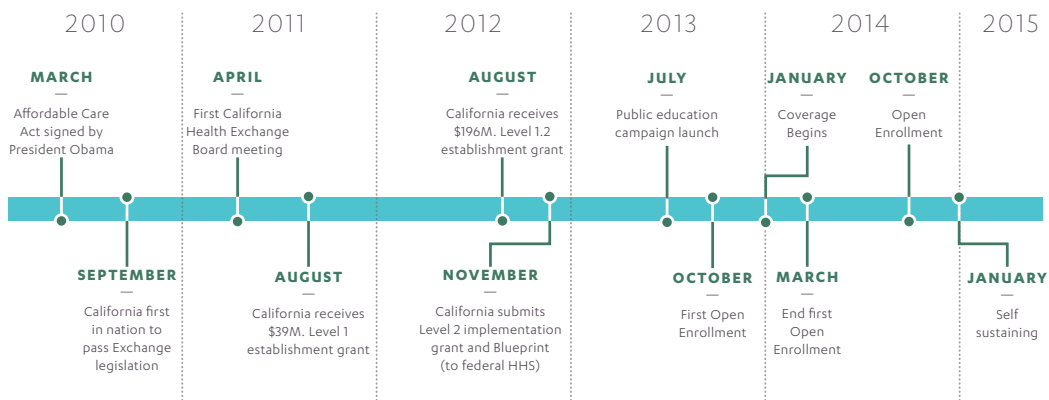 2010
2011
2012
2013
2014
2015
MARCH
Affordable Care
Act signed by
President Obama
APRIL
First California
Health Exchange
Board meeting
AUGUST
California receives
$196M. Level 1.2
establishment grant
JULY
Public education
campaign launch
JANUARY
Coverage
Begins
OCTOBER
Open
Enrollment
SEPTEMBER
California first
in nation to
pass Exchange
legislation
AUGUST
California receives
$39M. Level 1
establishment grant
NOVEMBER
California submits
Level 2 implementation
grant and Blueprint
(to federal HHS)
OCTOBER
First Open
Enrollment
MARCH
End first
Open
Enrollment
JANUARY
Self
sustaining